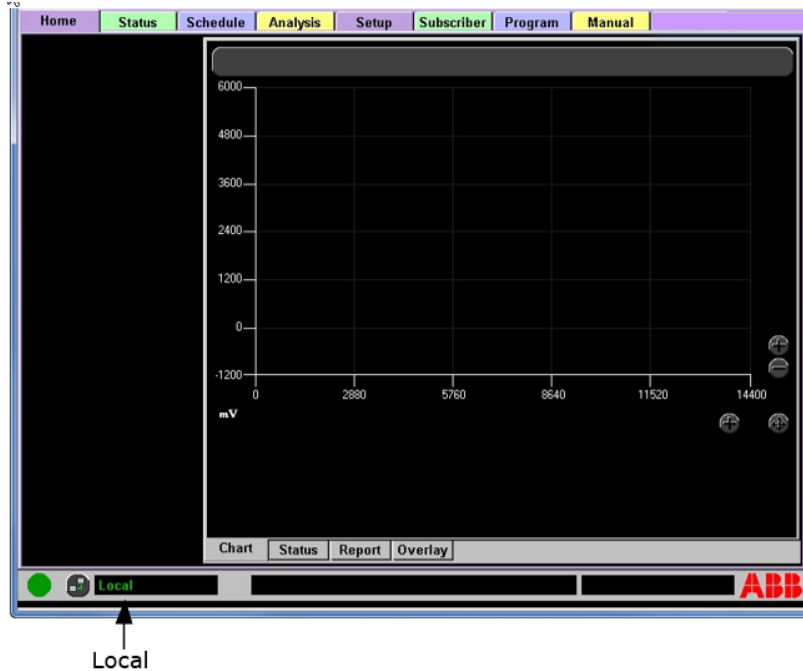 Home Status Schedule Analysis Setup Subscriber Program Manual
6000
4800
3600
2400
1200
0
-1200
0 2880 5760 8640 11520 14400
mV
Chart Status Report Overlay
Local
ABB
Local